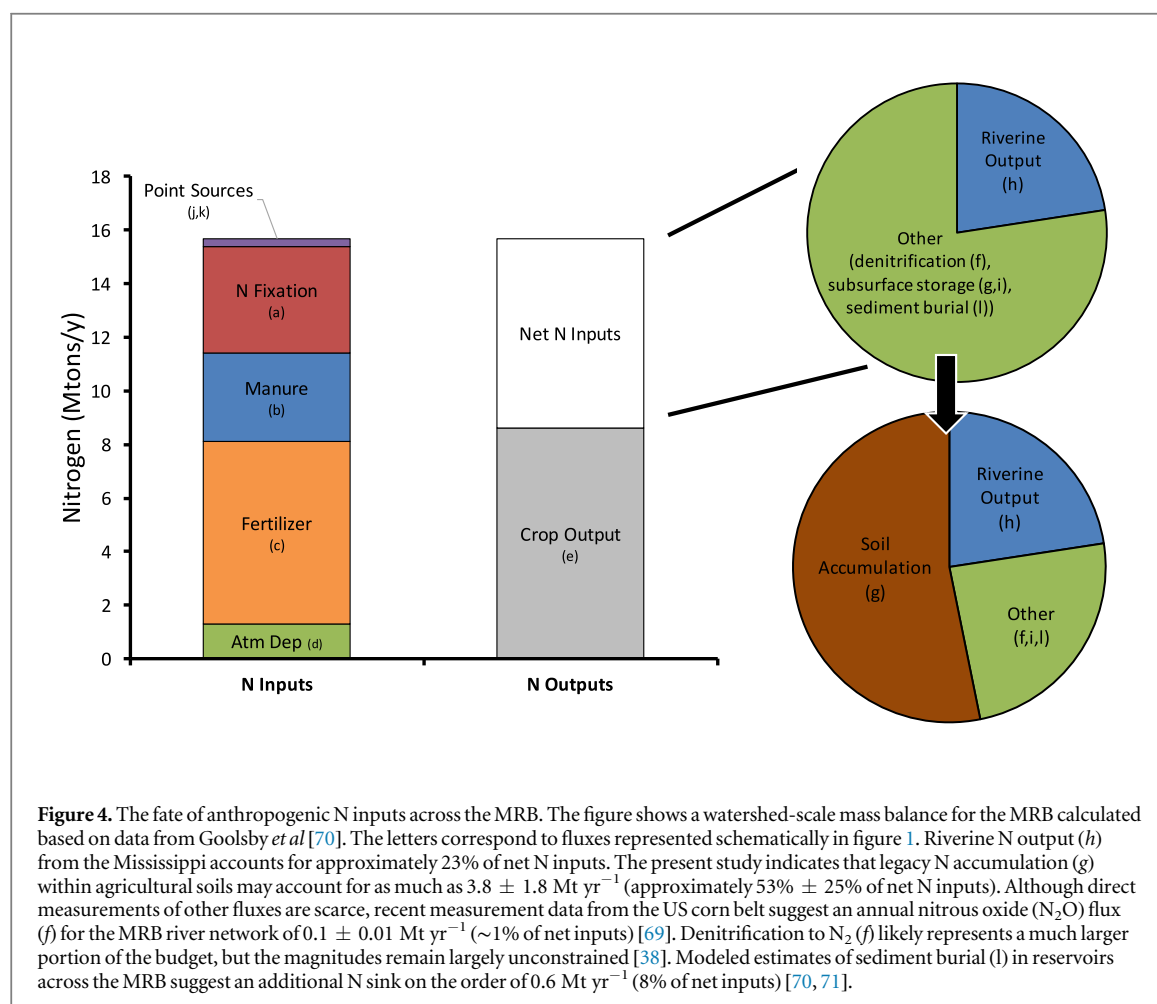 18
16
14
12
10
8
6
4
2
0
Nitrogen (Mtons/y)
Point Sources
(j,k)
N Fixation
(a)
Manure
(b)
Fertilizer
(c)
Atm Dep (d)
N Inputs
Net N Inputs
Crop Output
(e)
N Outputs
Riverine
Output
(h)
Other
(denitrification (f),
subsurface storage (g,i),
sediment burial (l))
Riverine
Output
(h)
Soil
Accumulation
(g)
Other
(f,i,l)
Figure 4. The fate of anthropogenic N inputs across the MRB. The figure shows a watershed-scale mass balance for the MRB calculated
based on data from Goolsby et al [70]. The letters correspond to fluxes represented schematically in figure 1. Riverine N output (h)
from the Mississippi accounts for approximately 23% of net N inputs. The present study indicates that legacy N accumulation (g)
within agricultural soils may account for as much as 3.8 ± 1.8 Mt yr⁻¹ (approximately 53% ± 25% of net N inputs). Although direct
measurements of other fluxes are scarce, recent measurement data from the US corn belt suggest an annual nitrous oxide (N₂O) flux
(f) for the MRB river network of 0.1 ± 0.01 Mt yr⁻¹ (~1% of net inputs) [69]. Denitrification to N₂ (f) likely represents a much larger
portion of the budget, but the magnitudes remain largely unconstrained [38]. Modeled estimates of sediment burial (l) in reservoirs
across the MRB suggest an additional N sink on the order of 0.6 Mt yr⁻¹ (8% of net inputs) [70, 71].